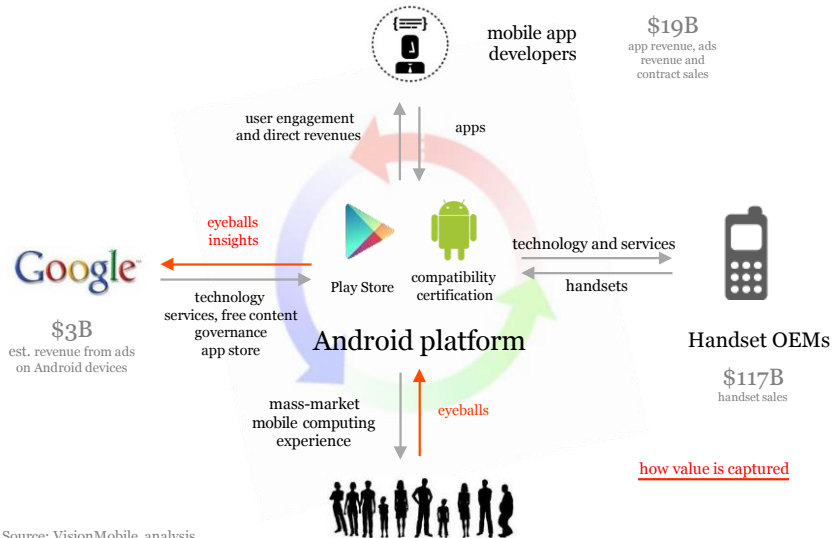 {≡}
mobile app
developers
$19B
app revenue, ads
revenue and
contract sales
user engagement
and direct revenues
apps
eyeballs
insights
Google™
technology
services, free content
governance
app store
$3B
est. revenue from ads
on Android devices
Play Store
compatibility
certification
Android platform
technology and services
handsets
Handset OEMs
$117B
handset sales
mass-market
mobile computing
experience
eyeballs
how value is captured
Source: VisionMobile analysis